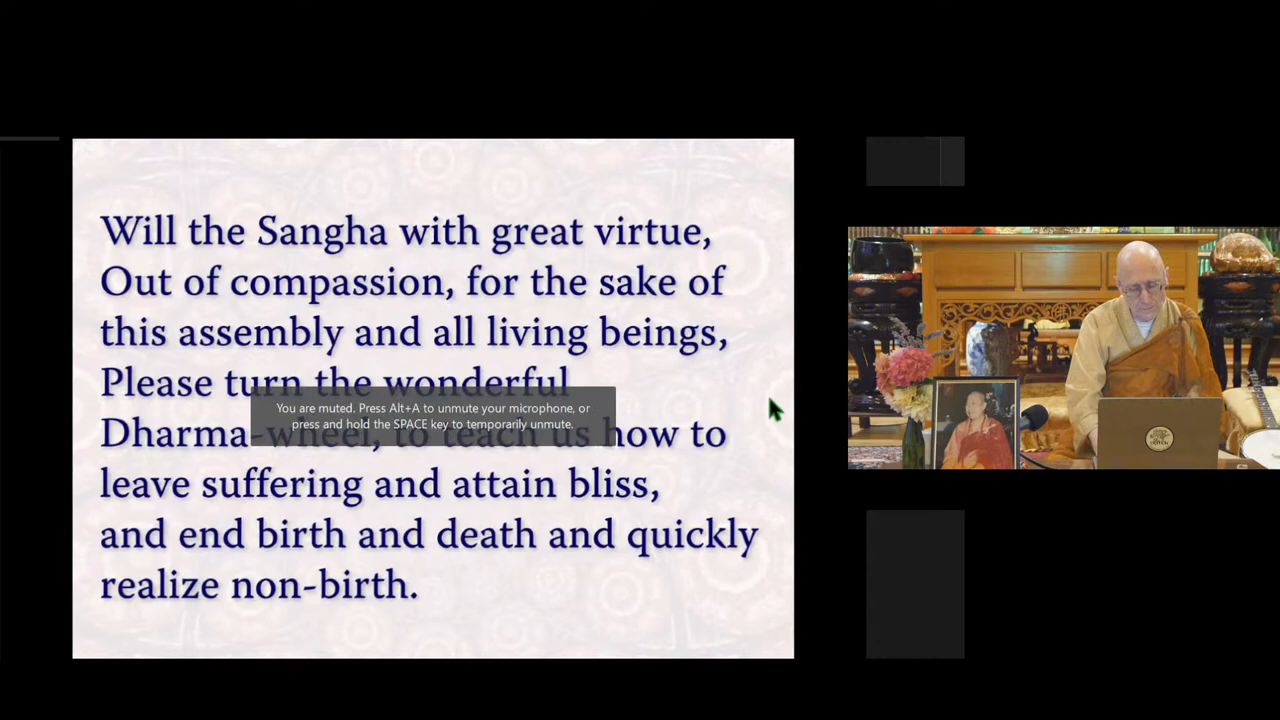 Will the Sangha with great virtue,
Out of compassion, for the sake of
this assembly and all living beings,
Please turn the wonderful
Dharma-wheel, to teach us how to
leave suffering and attain bliss,
and end birth and death and quickly
realize non-birth.
You are muted. Press Alt+A to unmute your microphone, or
press and hold the SPACE key to temporarily unmute.